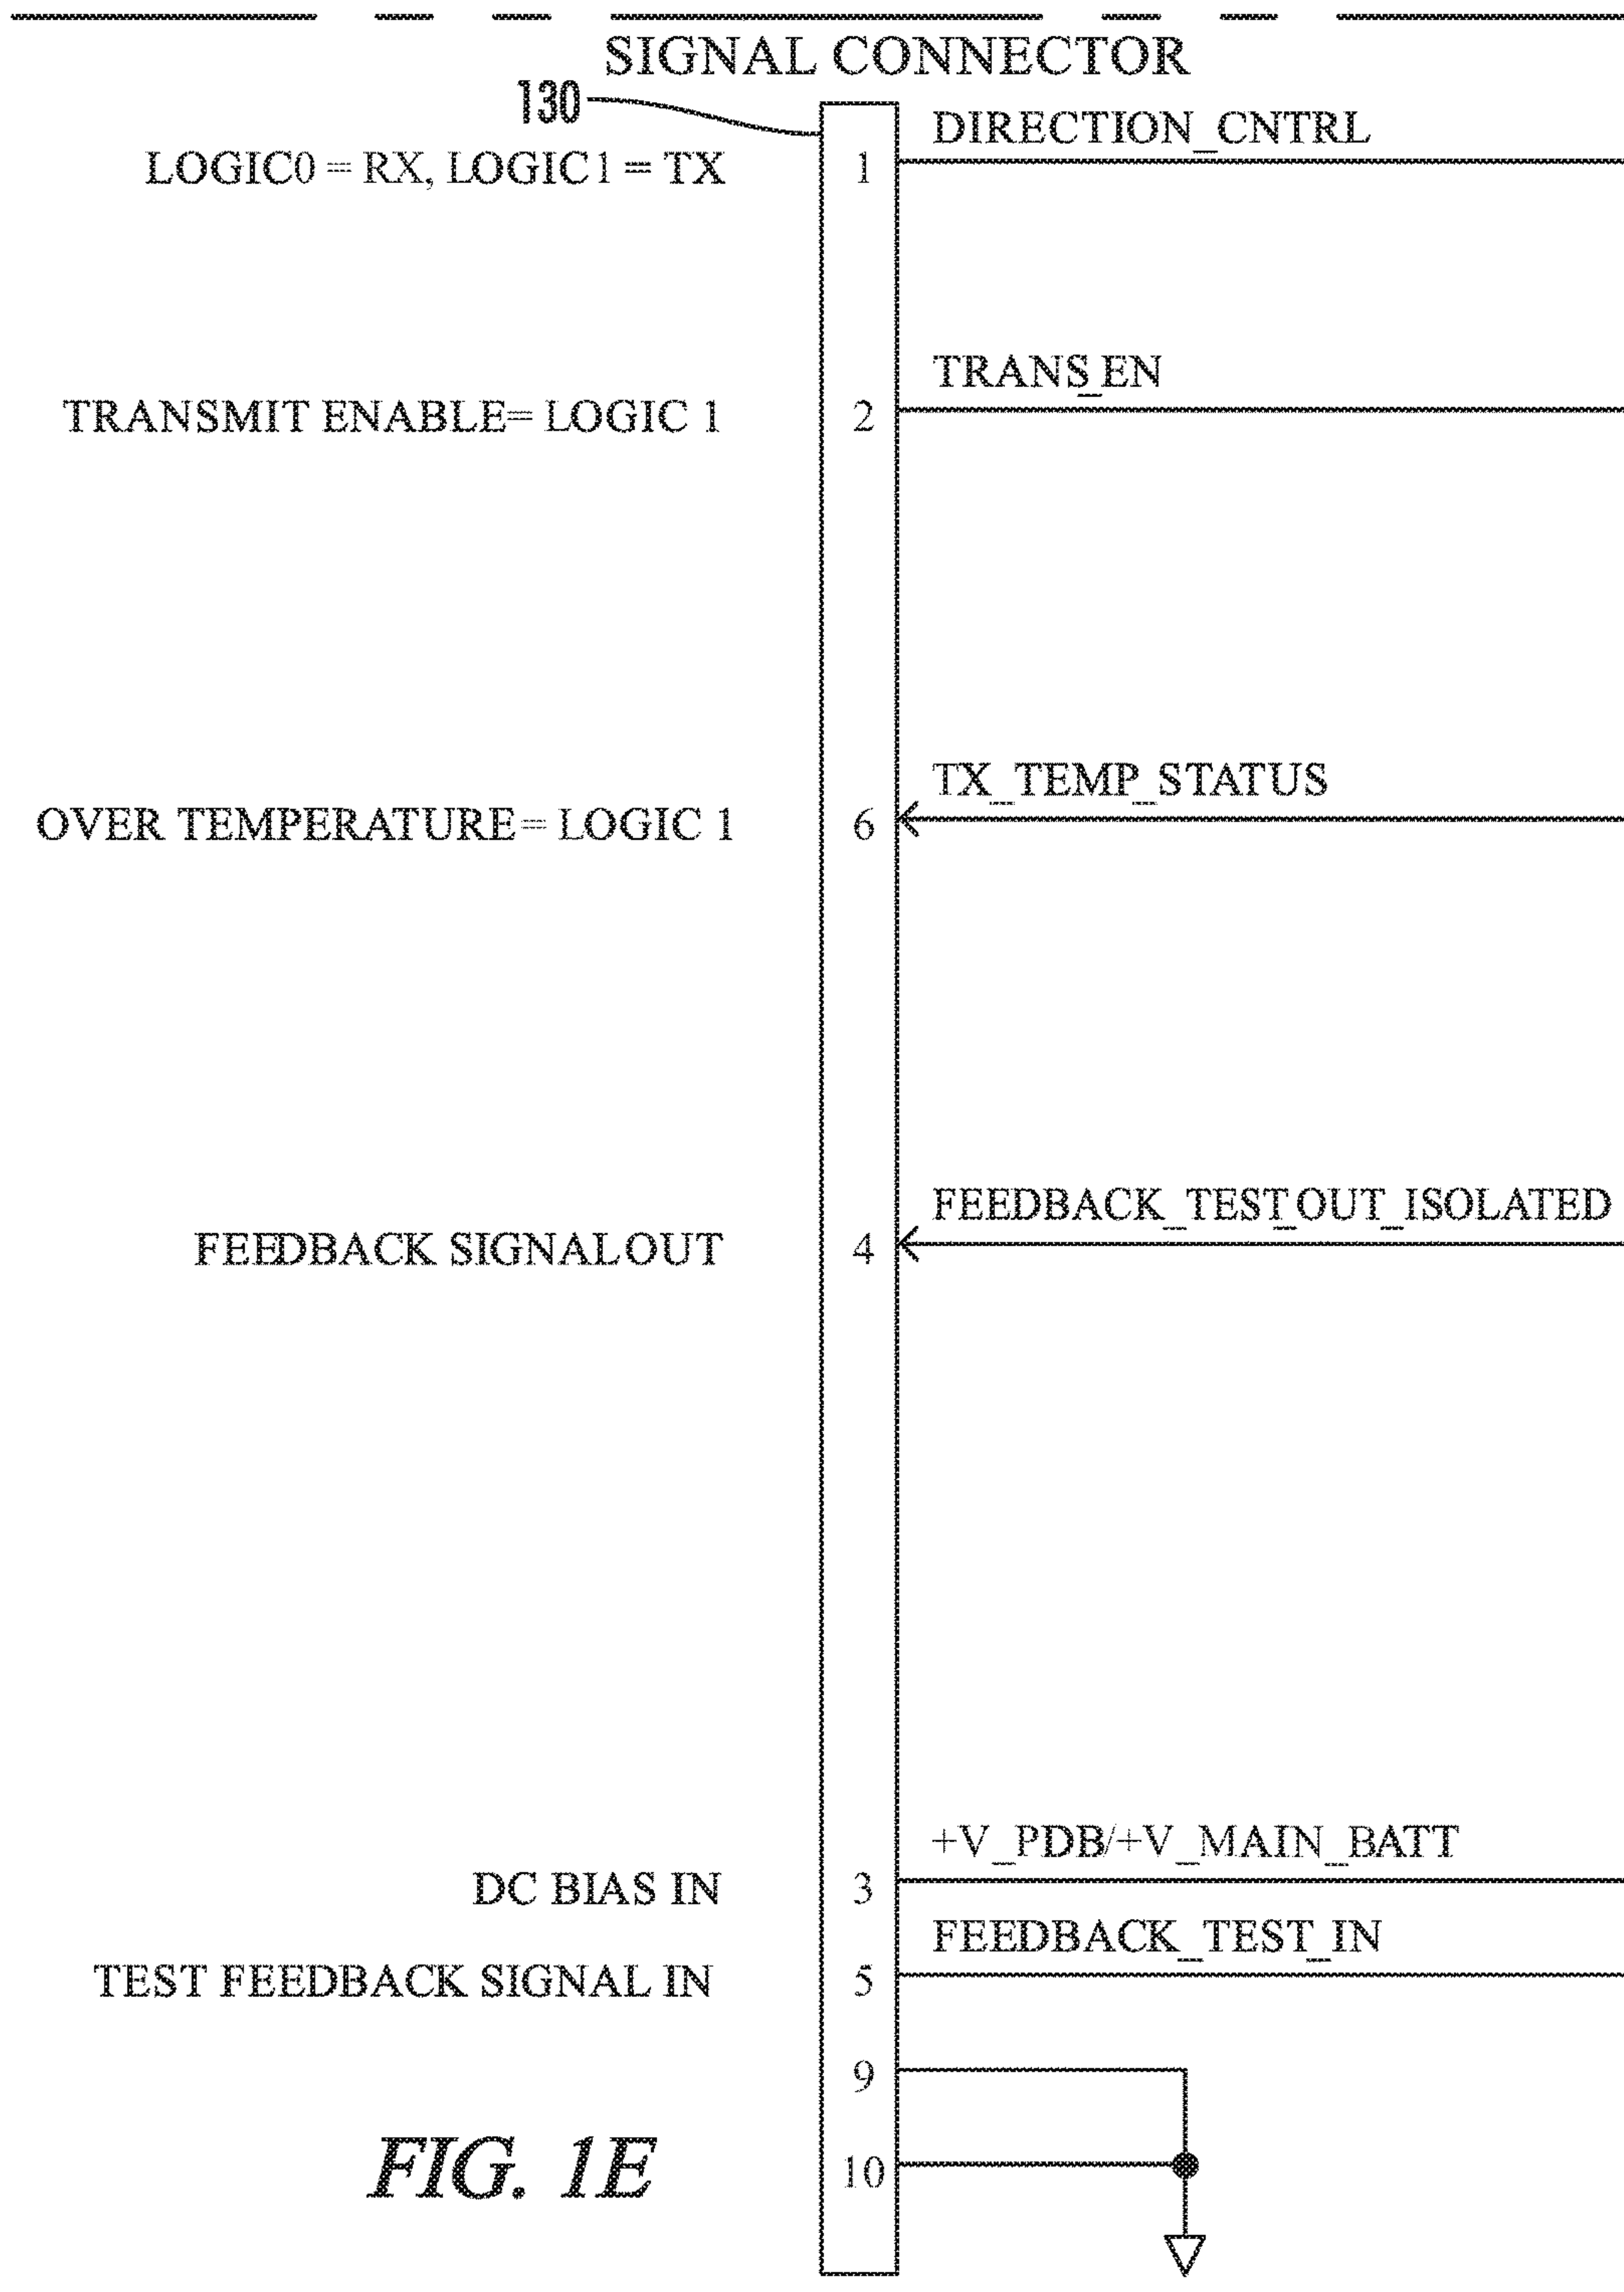 SIGNAL CONNECTOR
130
DIRECTION_CNTRL
LOGIC0 = RX, LOGIC1 = TX 1
TRANS_EN
TRANSMIT ENABLE= LOGIC 1 2
TX_TEMP_STATUS
OVER TEMPERATURE= LOGIC 1 6
FEEDBACK_TEST_OUT_ISOLATED
FEEDBACK SIGNAL OUT 4
+V_PDB/+V_MAIN_BATT
DC BIAS IN 3
FEEDBACK_TEST_IN
TEST FEEDBACK SIGNAL IN 5
9
10
FIG. 1E